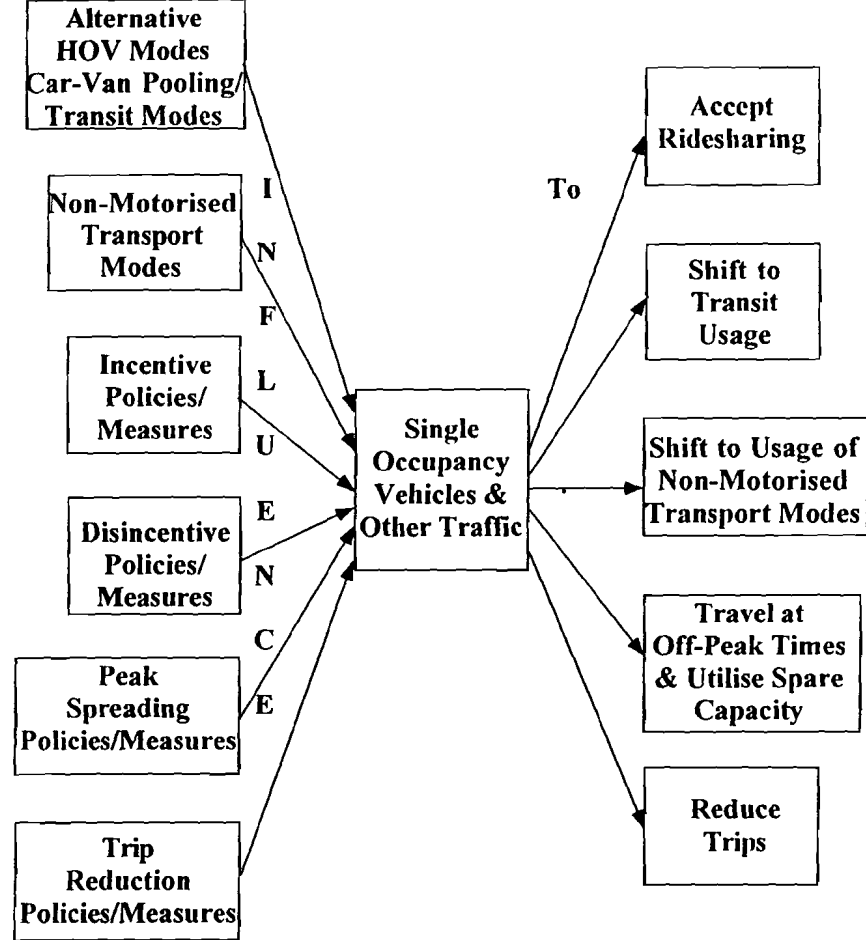 Alternative
HOV Modes
Car-Van Pooling/
Transit Modes
Non-Motorised
Transport
Modes
Incentive
Policies/
Measures
Disincentive
Policies/
Measures
Peak
Spreading
Policies/Measures
Trip
Reduction
Policies/Measures
I
N
F
L
U
E
N
C
E
Single
Occupancy
Vehicles &
Other Traffic
To
Accept
Ridesharing
Shift to
Transit
Usage
Shift to Usage of
Non-Motorised
Transport Modes
Travel at
Off-Peak Times
& Utilise Spare
Capacity
Reduce
Trips